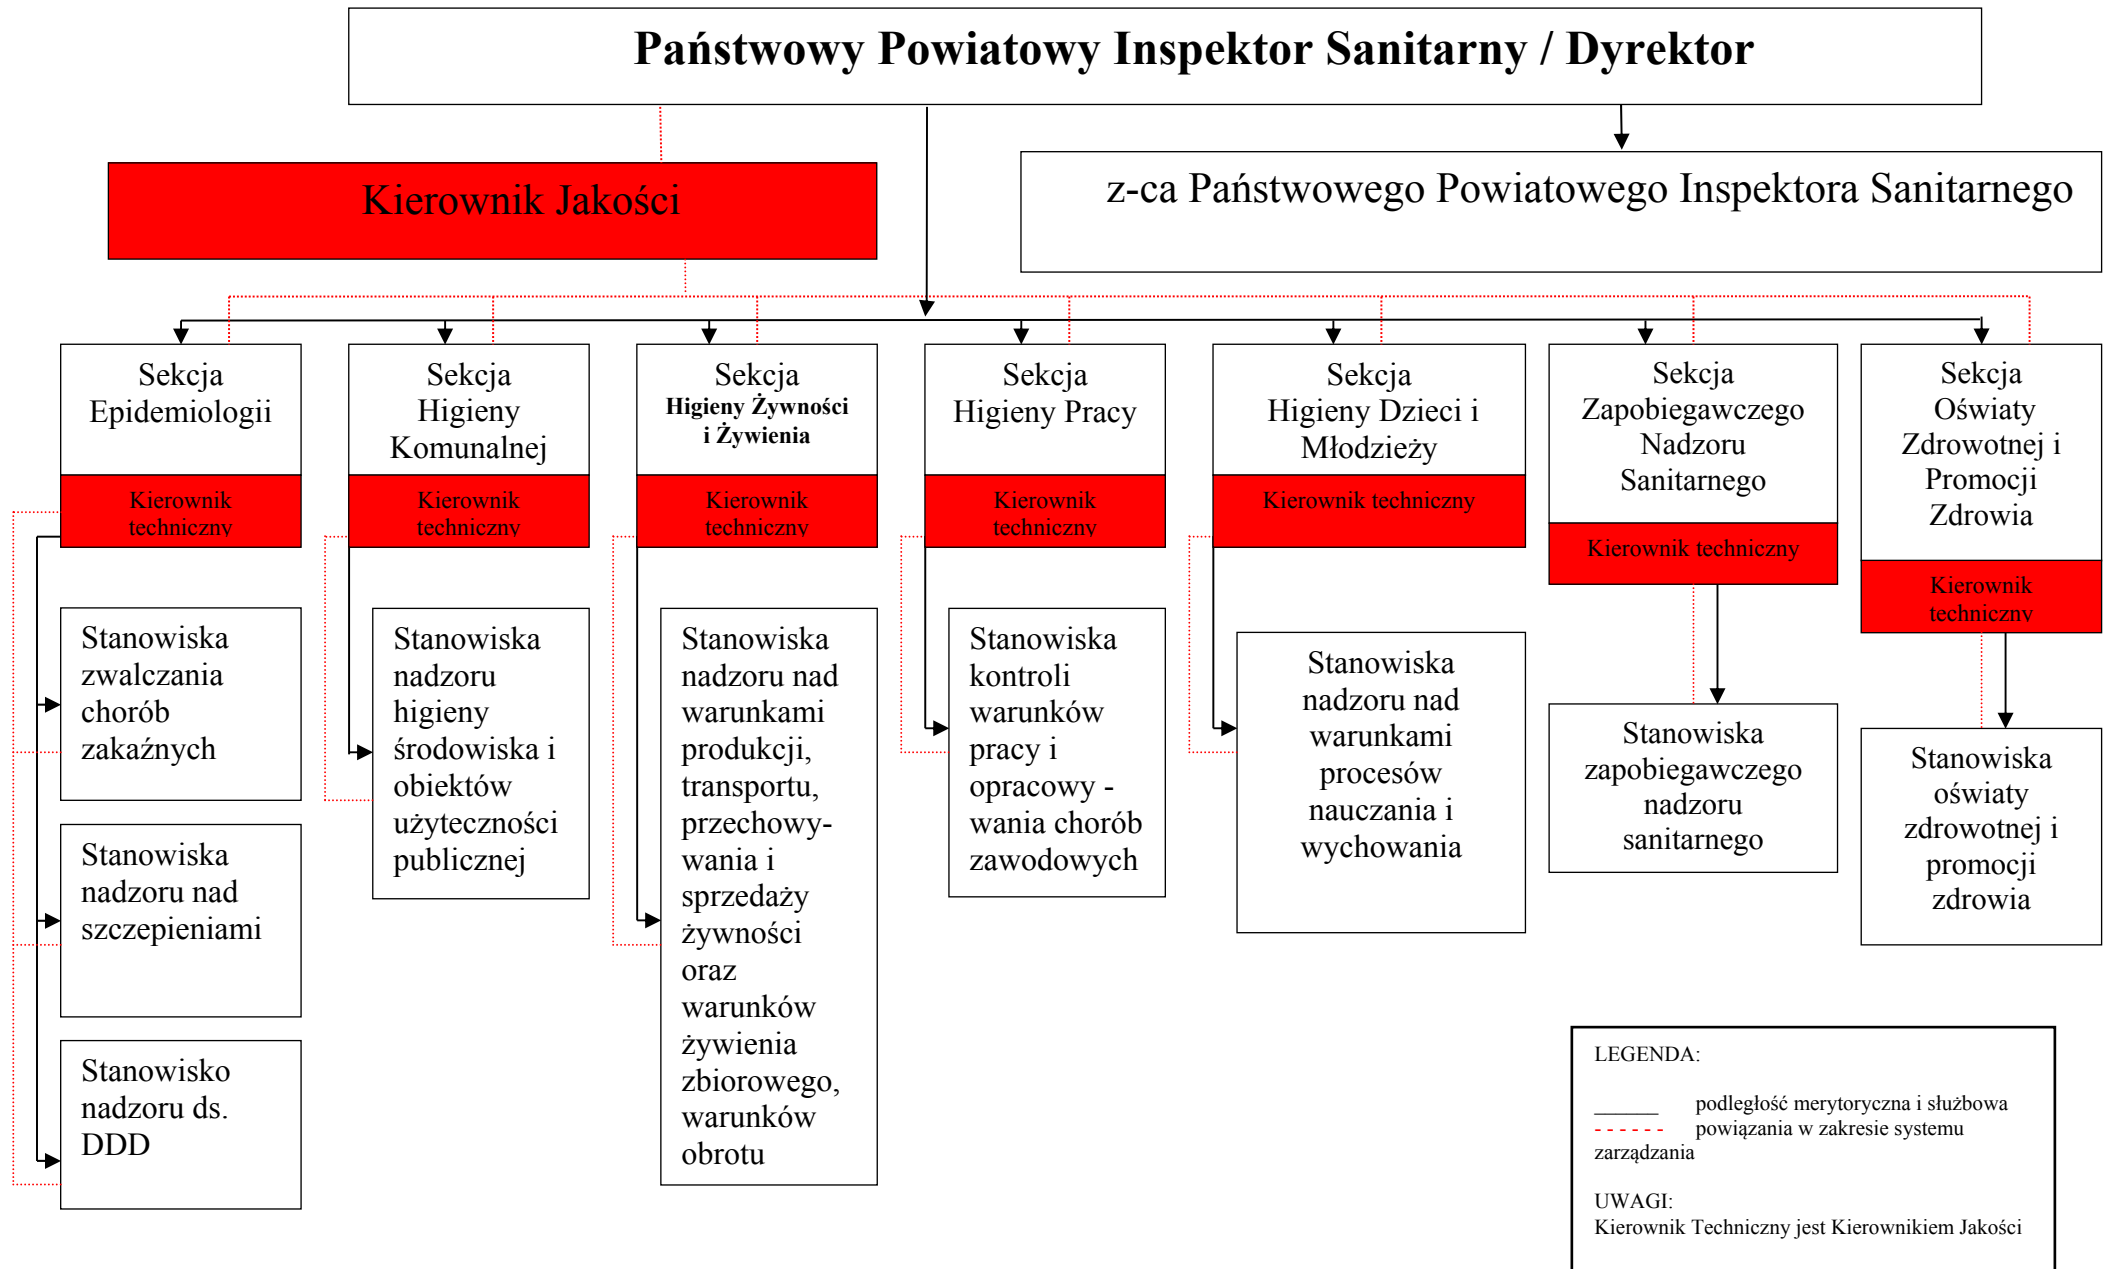 Państwowy Powiatowy Inspektor Sanitarny / Dyrektor
Kierownik Jakości
z-ca Państwowego Powiatowego Inspektora Sanitarnego
Sekcja
Epidemiologii
Kierownik
techniczny
Sekcja
Higieny
Komunalnej
Kierownik
techniczny
Sekcja
Higieny Żywności
i Żywienia
Kierownik
techniczny
Sekcja
Higieny Pracy
Kierownik
techniczny
Sekcja
Higieny Dzieci i
Młodzieży
Kierownik techniczny
Sekcja
Zapobiegawczego
Nadzoru
Sanitarnego
Kierownik techniczny
Sekcja
Oświaty
Zdrowotnej i
Promocji
Zdrowia
Kierownik
techniczny
Stanowiska
zwalczania
chorób
zakaźnych
Stanowiska
nadzoru nad
szczepieniami
Stanowisko
nadzoru ds.
DDD
Stanowiska
nadzoru
higieny
środowiska i
obiektów
użyteczności
publicznej
Stanowiska
nadzoru nad
warunkami
produkcji,
transportu,
przechowy-
wania i
sprzedaży
żywności
oraz
warunków
żywienia
zbiorowego,
warunków
obrotu
Stanowiska
kontroli
warunków
pracy i
opracowy -
wania chorób
zawodowych
Stanowiska
nadzoru nad
warunkami
procesów
nauczania i
wychowania
Stanowiska
zapobiegawczego
nadzoru
sanitarnego
Stanowiska
oświaty
zdrowotnej i
promocji
zdrowia
LEGENDA:
______ podległość merytoryczna i służbowa
- - - - - - powiązania w zakresie systemu
zarządzania
UWAGI:
Kierownik Techniczny jest Kierownikiem Jakości